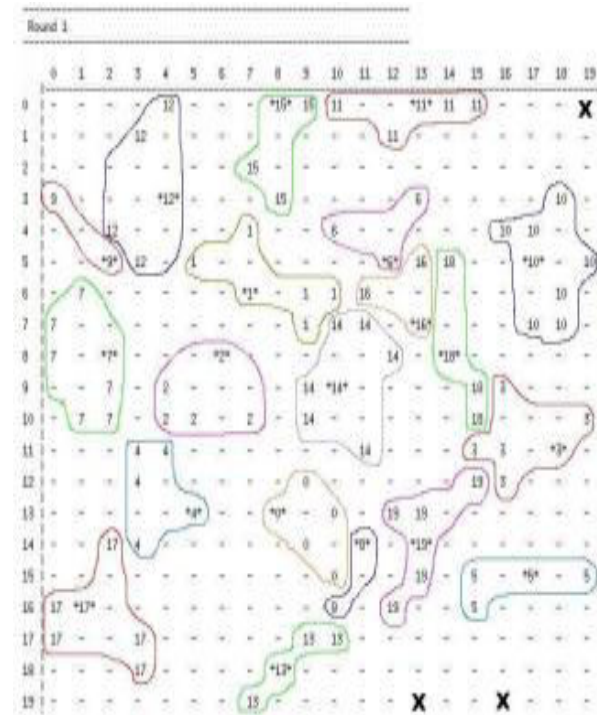 Round 1
0 1 2 3 4 5 6 7 8 9 10 11 12 13 14 15 16 17 18 19
0 - - - - 12 - - - *15* 15 11 - - *11* 11 11 - - - X
1 - - - 12 - - - - - - - - 11 - - - - - - -
2 - - - - - - - 15 - - - - - - - - - - - -
3 9 - - - *12* - - - 15 - - - - 6 - - - - 10 -
4 - - 12 - - - - 1 - - 6 - - - - - 10 10 - -
5 - - *9* 12 - 1 - - - - - - *6* 16 18 - - *10* - 10
6 - 7 - - - - - *1* - 1 1 16 - - - - - - 10 -
7 7 - - - - - - - - 1 14 14 - *16* - - - 10 10 -
8 7 - *7* - - - *2* - - - - - 14 - *18* - - - - -
9 - - 7 - 2 - - - - 14 *14* - - - - 18 3 - - -
10 - 7 7 - 2 2 - 2 - 14 - - - - - 18 - - - 3
11 - - - 4 4 - - - - - - 14 - - - 3 3 - *3* -
12 - - - 4 - - - - - 0 - - - - - 19 3 - - -
13 - - - - - *4* - - *0* - 0 - 19 19 - - - - - -
14 - - 17 4 - - - - - 0 - *8* - *19* - - - - - -
15 - - - - - - - - - - 0 - - 19 - 5 - *5* - 5
16 17 *17* - - - - - - - - 8 - 19 - - 5 - - - -
17 17 - - 17 - - - - - 13 13 - - - - - - - - -
18 - - - 17 - - - - *13* - - - - - - - - - - -
19 - - - - - - - 13 - - - - - X - - X - - -